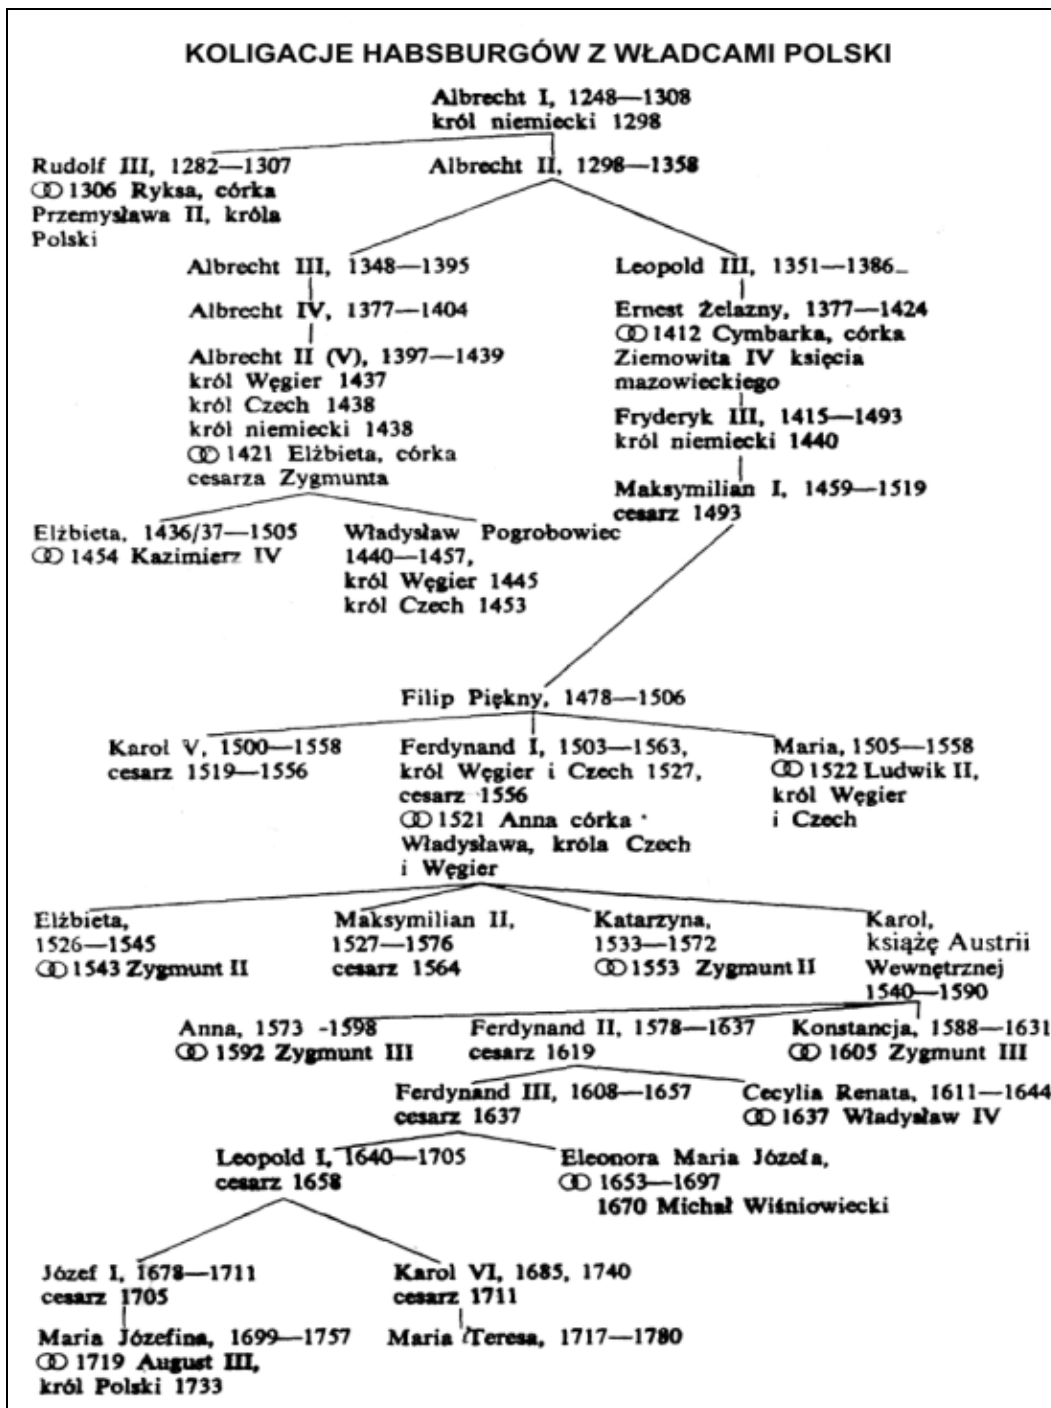 KOLIGACJE HABSBURGÓW Z WŁADCAMI POLSKI
Albrecht I, 1248—1308
król niemiecki 1298
Rudolf III, 1282—1307
⚭ 1306 Ryksa, córka
Przemysława II, króla
Polski
Albrecht II, 1298—1358
Albrecht III, 1348—1395
Leopold III, 1351—1386
Albrecht IV, 1377—1404
Ernest Żelazny, 1377—1424
⚭ 1412 Cymbarka, córka
Ziemowita IV księcia
mazowieckiego
Albrecht II (V), 1397—1439
król Węgier 1437
król Czech 1438
król niemiecki 1438
⚭ 1421 Elżbieta, córka
cesarza Zygmunta
Fryderyk III, 1415—1493
król niemiecki 1440
Maksymilian I, 1459—1519
cesarz 1493
Elżbieta, 1436/37—1505
⚭ 1454 Kazimierz IV
Władysław Pogrobowiec
1440—1457,
król Węgier 1445
król Czech 1453
Filip Piękny, 1478—1506
Karol V, 1500—1558
cesarz 1519—1556
Ferdynand I, 1503—1563,
król Węgier i Czech 1527,
cesarz 1556
⚭ 1521 Anna córka
Władysława, króla Czech
i Węgier
Maria, 1505—1558
⚭ 1522 Ludwik II,
król Węgier
i Czech
Elżbieta,
1526—1545
⚭ 1543 Zygmunt II
Maksymilian II,
1527—1576
cesarz 1564
Katarzyna,
1533—1572
⚭ 1553 Zygmunt II
Karol,
książę Austrii
Wewnętrznej
1540—1590
Anna, 1573 -1598
⚭ 1592 Zygmunt III
Ferdynand II, 1578—1637
cesarz 1619
Konstancja, 1588—1631
⚭ 1605 Zygmunt III
Ferdynand III, 1608—1657
cesarz 1637
Cecylia Renata, 1611—1644
⚭ 1637 Władysław IV
Leopold I, 1640—1705
cesarz 1658
Eleonora Maria Józefa,
⚭ 1653—1697
1670 Michał Wiśniowiecki
Józef I, 1678—1711
cesarz 1705
Karol VI, 1685, 1740
cesarz 1711
Maria Józefina, 1699—1757
⚭ 1719 August III,
król Polski 1733
Maria Teresa, 1717—1780